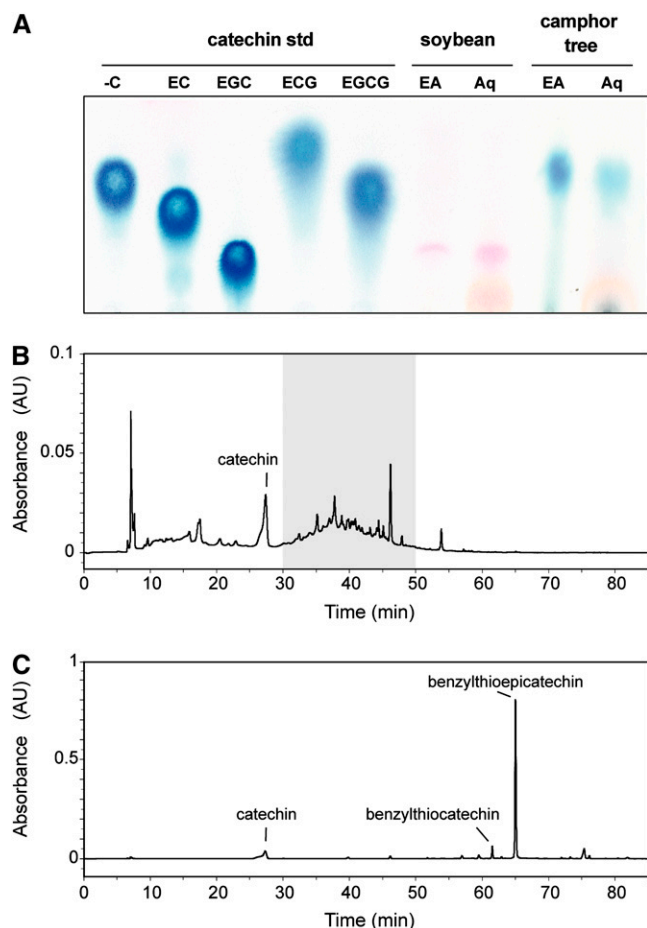 A
catechin std
soybean
camphor
tree
-C EC EGC ECG EGCG EA Aq EA Aq
B
0.1
0.05
0
Absorbance (AU)
catechin
0 10 20 30 40 50 60 70 80
Time (min)
C
1
0.5
0
Absorbance (AU)
benzylthioepicatechin
catechin
benzylthiocatechin
0 10 20 30 40 50 60 70 80
Time (min)